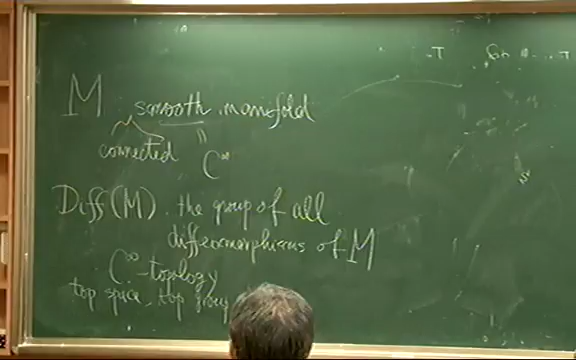 M smooth manifold
connected C^∞
Diff(M) the group of all
diffeomorphisms of M
C^∞-topology
top space, top group